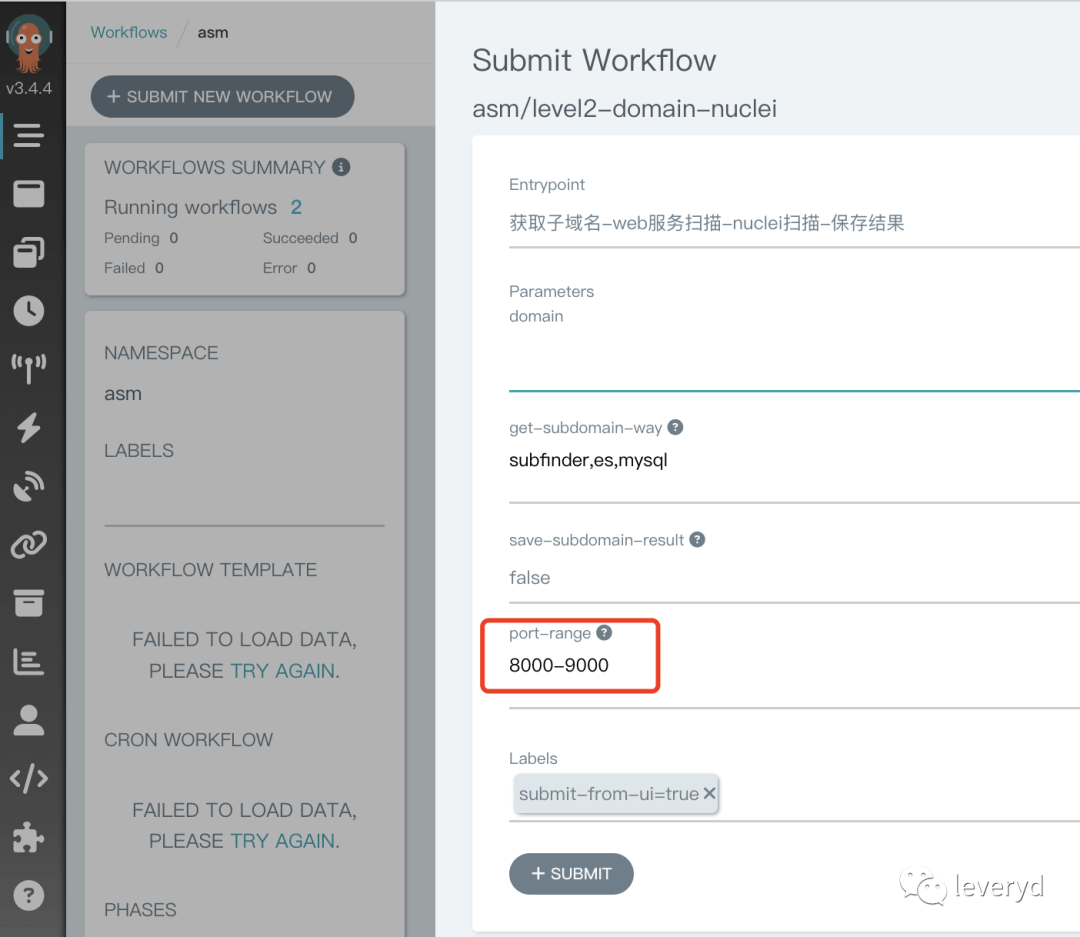 v3.4.4
Workflows / asm
+ SUBMIT NEW WORKFLOW
WORKFLOWS SUMMARY
Running workflows 2
Pending 0 Succeeded 0
Failed 0 Error 0
NAMESPACE
asm
LABELS
WORKFLOW TEMPLATE
FAILED TO LOAD DATA,
PLEASE TRY AGAIN.
CRON WORKFLOW
FAILED TO LOAD DATA,
PLEASE TRY AGAIN.
PHASES
Submit Workflow
asm/level2-domain-nuclei
Entrypoint
获取子域名-web服务扫描-nuclei扫描-保存结果
Parameters
domain
get-subdomain-way ?
subfinder,es,mysql
save-subdomain-result ?
false
port-range ?
8000-9000
Labels
submit-from-ui=true×
+ SUBMIT
leveryd